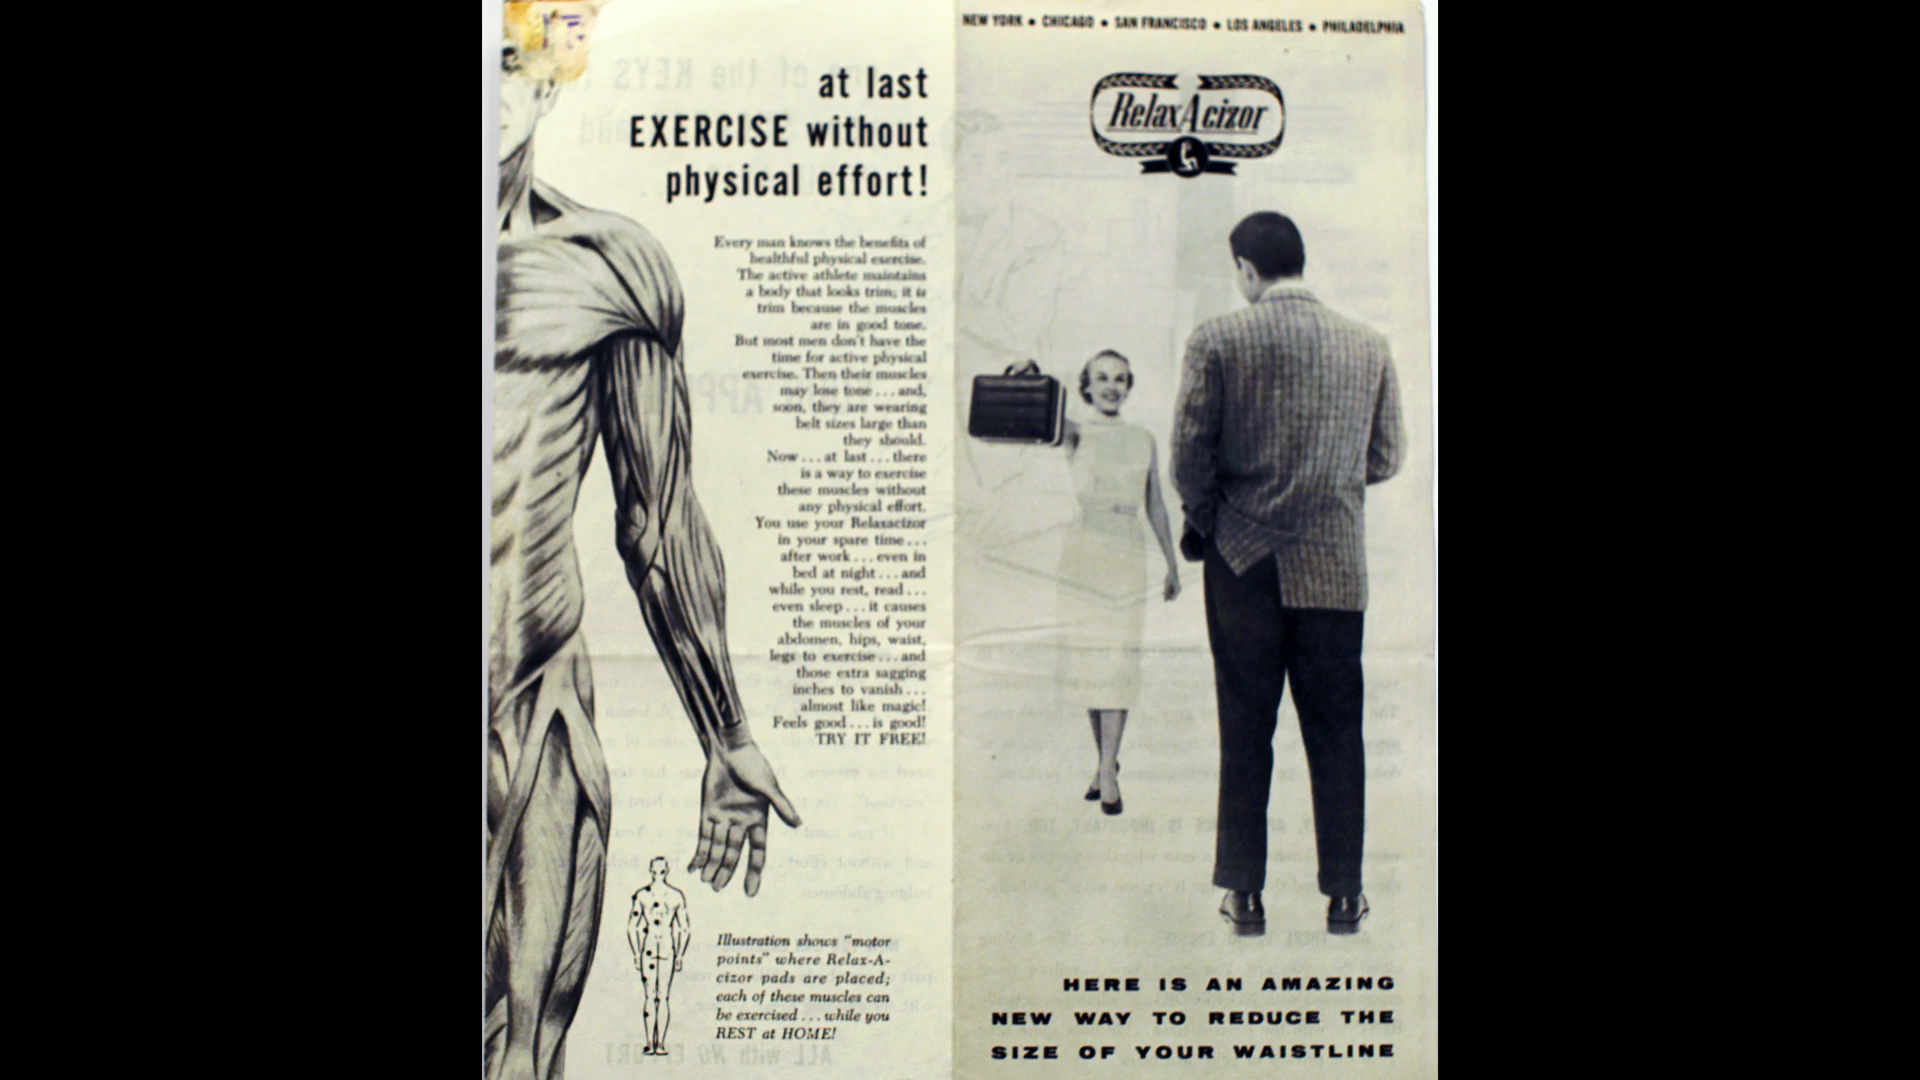 at last
EXERCISE without
physical effort!
Every man knows the benefits of
healthful physical exercise.
The active athlete maintains
a body that looks trim; it is
trim because the muscles
are in good tone.
But most men don't have the
time for active physical
exercise. Then their muscles
may lose tone...and,
soon, they are wearing
belt sizes large than
they should.
Now...at last...there
is a way to exercise
these muscles without
any physical effort.
You use your Relaxacizor
in your spare time...
after work...even in
bed at night...and
while you rest, read...
even sleep...it causes
the muscles of your
abdomen, hips, waist,
legs to exercise...and
those extra sagging
inches to vanish...
almost like magic!
Feels good...is good!
TRY IT FREE!
Illustration shows "motor
points" where Relax-A-
cizor pads are placed;
each of these muscles can
be exercised...while you
REST at HOME!
NEW YORK • CHICAGO • SAN FRANCISCO • LOS ANGELES • PHILADELPHIA
RelaxAcizor
HERE IS AN AMAZING
NEW WAY TO REDUCE THE
SIZE OF YOUR WAISTLINE